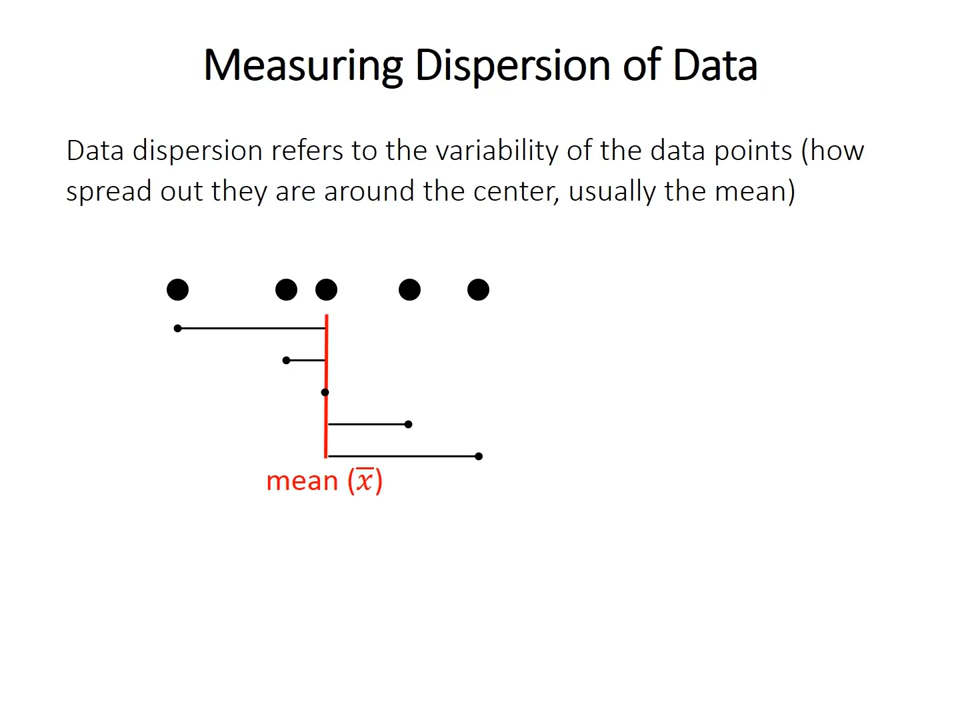 Measuring Dispersion of Data
Data dispersion refers to the variability of the data points (how
spread out they are around the center, usually the mean)
mean (x̅)